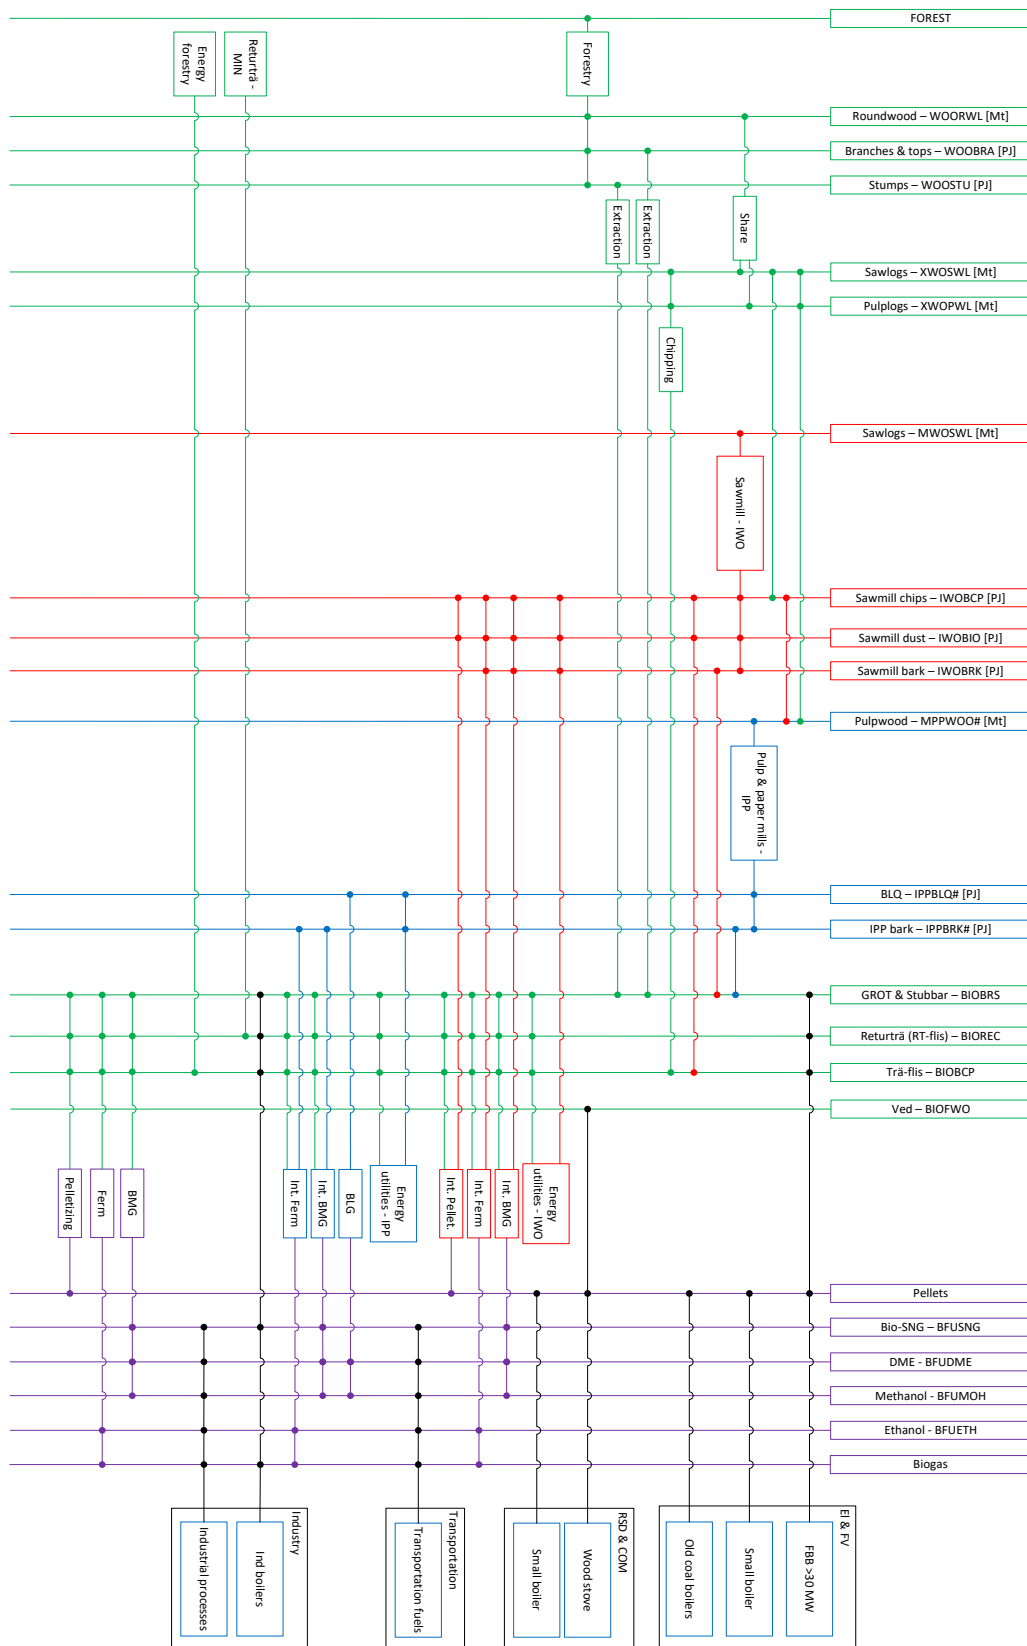 FOREST
Energy
forestry
Returträ -
MIN
Forestry
Roundwood – WOORWL [Mt]
Branches & tops – WOOBRA [PJ]
Stumps – WOOSTU [PJ]
Extraction
Extraction
Share
Sawlogs – XWOSWL [Mt]
Pulplogs – XWOPWL [Mt]
Chipping
Sawlogs – MWOSWL [Mt]
Sawmill - IWO
Sawmill chips – IWOBCP [PJ]
Sawmill dust – IWOBIO [PJ]
Sawmill bark – IWOBRK [PJ]
Pulpwood – MPPWOO# [Mt]
Pulp & paper mills -
IPP
BLQ – IPPBLQ# [PJ]
IPP bark – IPPBRK# [PJ]
GROT & Stubbar – BIOBRS
Returträ (RT-flis) – BIOREC
Trä-flis – BIOBCP
Ved – BIOFWO
Pelletizing
Ferm
BMG
Int. Ferm
Int. BMG
BLG
Energy
utilities - IPP
Int. Pellet.
Int. Ferm
Int. BMG
Energy
utilities - IWO
Pellets
Bio-SNG – BFUSNG
DME - BFUDME
Methanol - BFUMOH
Ethanol - BFUETH
Biogas
Industry
Industrial processes
Ind boilers
Transportation
Transportation fuels
RSD & COM
Small boiler
Wood stove
El & FV
Old coal boilers
Small boiler
FBB >30 MW